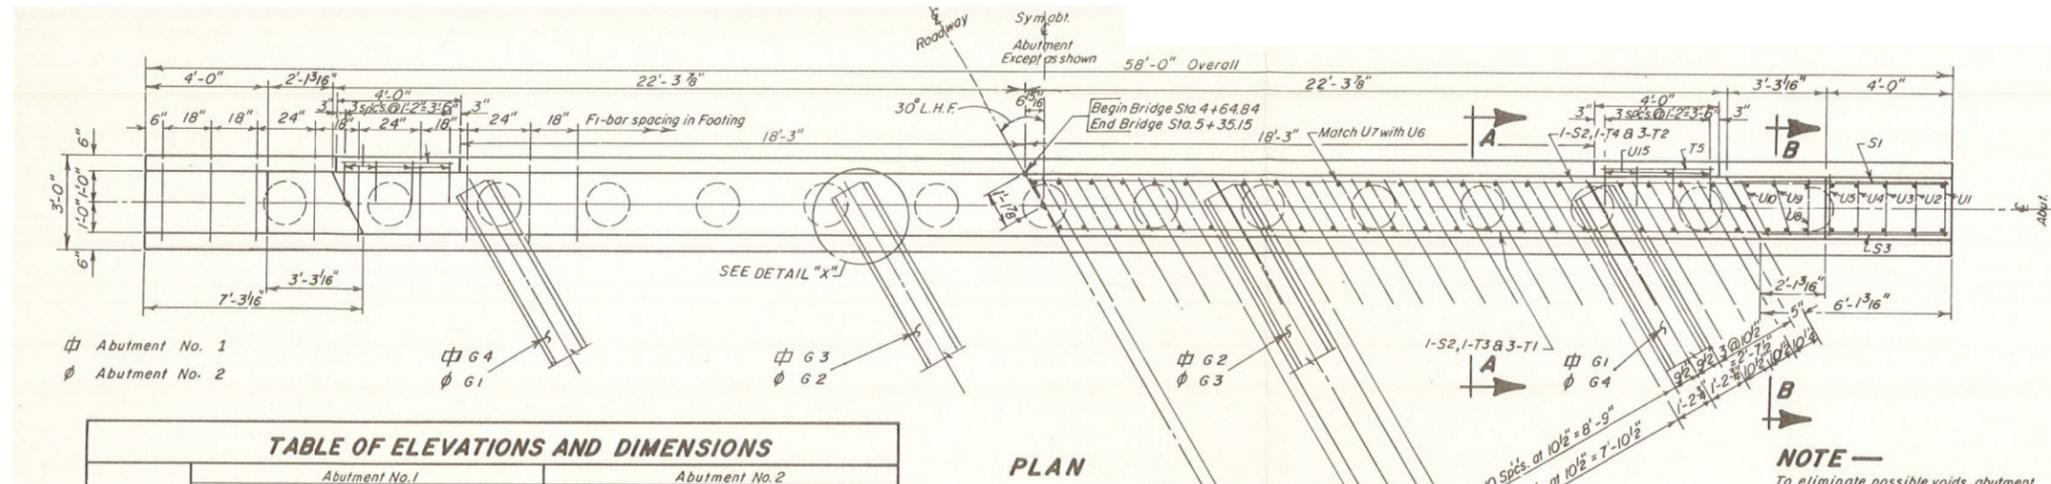 ℄
Roadway
Sym. abt.
℄
Abutment
Except as shown
58'-0" Overall
4'-0"
2'-1 3/16"
22'-3 7/8"
22'-3 7/8"
3'-3/16"
4'-0"
3"
4'-0"
3 spcs.@1'-2"=3'-6"
3"
30° L.H.F.
6 15/16"
Begin Bridge Sta. 4+64.84
End Bridge Sta. 5+35.15
3"
4'-0"
3 spcs.@1'-2"=3'-6"
3"
6"
18"
18"
24"
18"
24"
18"
24"
18"
F1-bar spacing in Footing
18'-3"
18'-3"
Match U7 with U6
A
1-S2, 1-T4 & 3-T2
B
S1
U15
T5
6"
3'-0"
1'-0"
1'-0"
6"
1'-1 7/8"
U10
U9
U8
U5
U4
U3
U2
U1
℄
Abut.
S3
SEE DETAIL "X"
3'-3/16"
7'-3/16"
2'-1 3/16"
6'-1 3/16"
Abutment No. 1
ϕ Abutment No. 2
G4
ϕ G1
G3
ϕ G2
G2
ϕ G3
1-S2, 1-T3 & 3-T1
A
G1
ϕ G4
9 1/2"
9 1/2"
3@10 1/2"
=2'-7 1/2"
5"
1'-2 3/4"
1'-2 3/4"
10 1/2"
10 1/2"
10 1/4"
B
Spcs. at 10 1/2"=8'-9"
at 10 1/2"=7'-10 1/2"
TABLE OF ELEVATIONS AND DIMENSIONS
Abutment No. 1
Abutment No. 2
PLAN
NOTE —
To eliminate possible voids, abutment